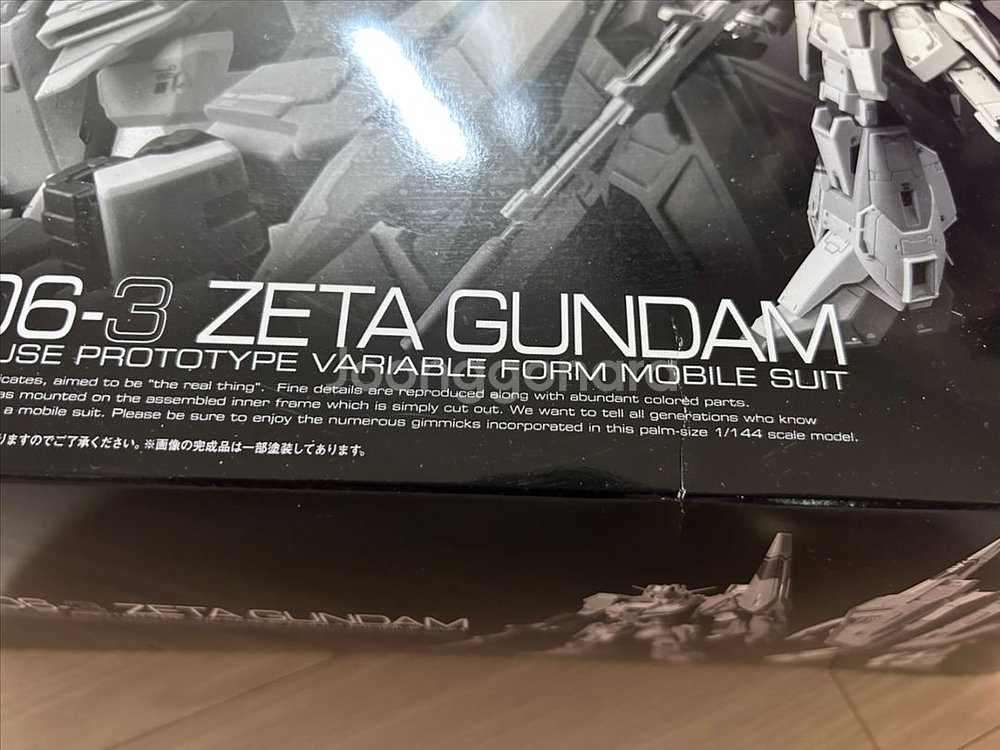 06-3 ZETA GUNDAM
USE PROTOTYPE VARIABLE FORM MOBILE SUIT
icates, aimed to be "the real thing". Fine details are reproduced along with abundant colored parts.
as mounted on the assembled inner frame which is simply cut out. We want to tell all generations who know
a mobile suit. Please be sure to enjoy the numerous gimmicks incorporated in this palm-size 1/144 scale model.
りますのでご了承ください。※画像の完成品は一部塗装してあります。
06-3 ZETA GUNDAM